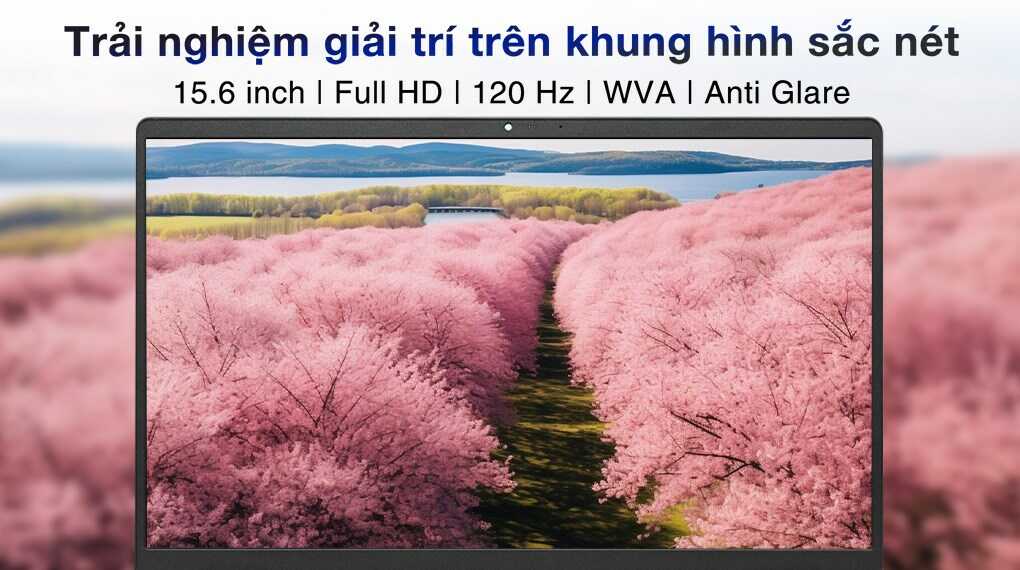 Trải nghiệm giải trí trên khung hình sắc nét
15.6 inch | Full HD | 120 Hz | WVA | Anti Glare